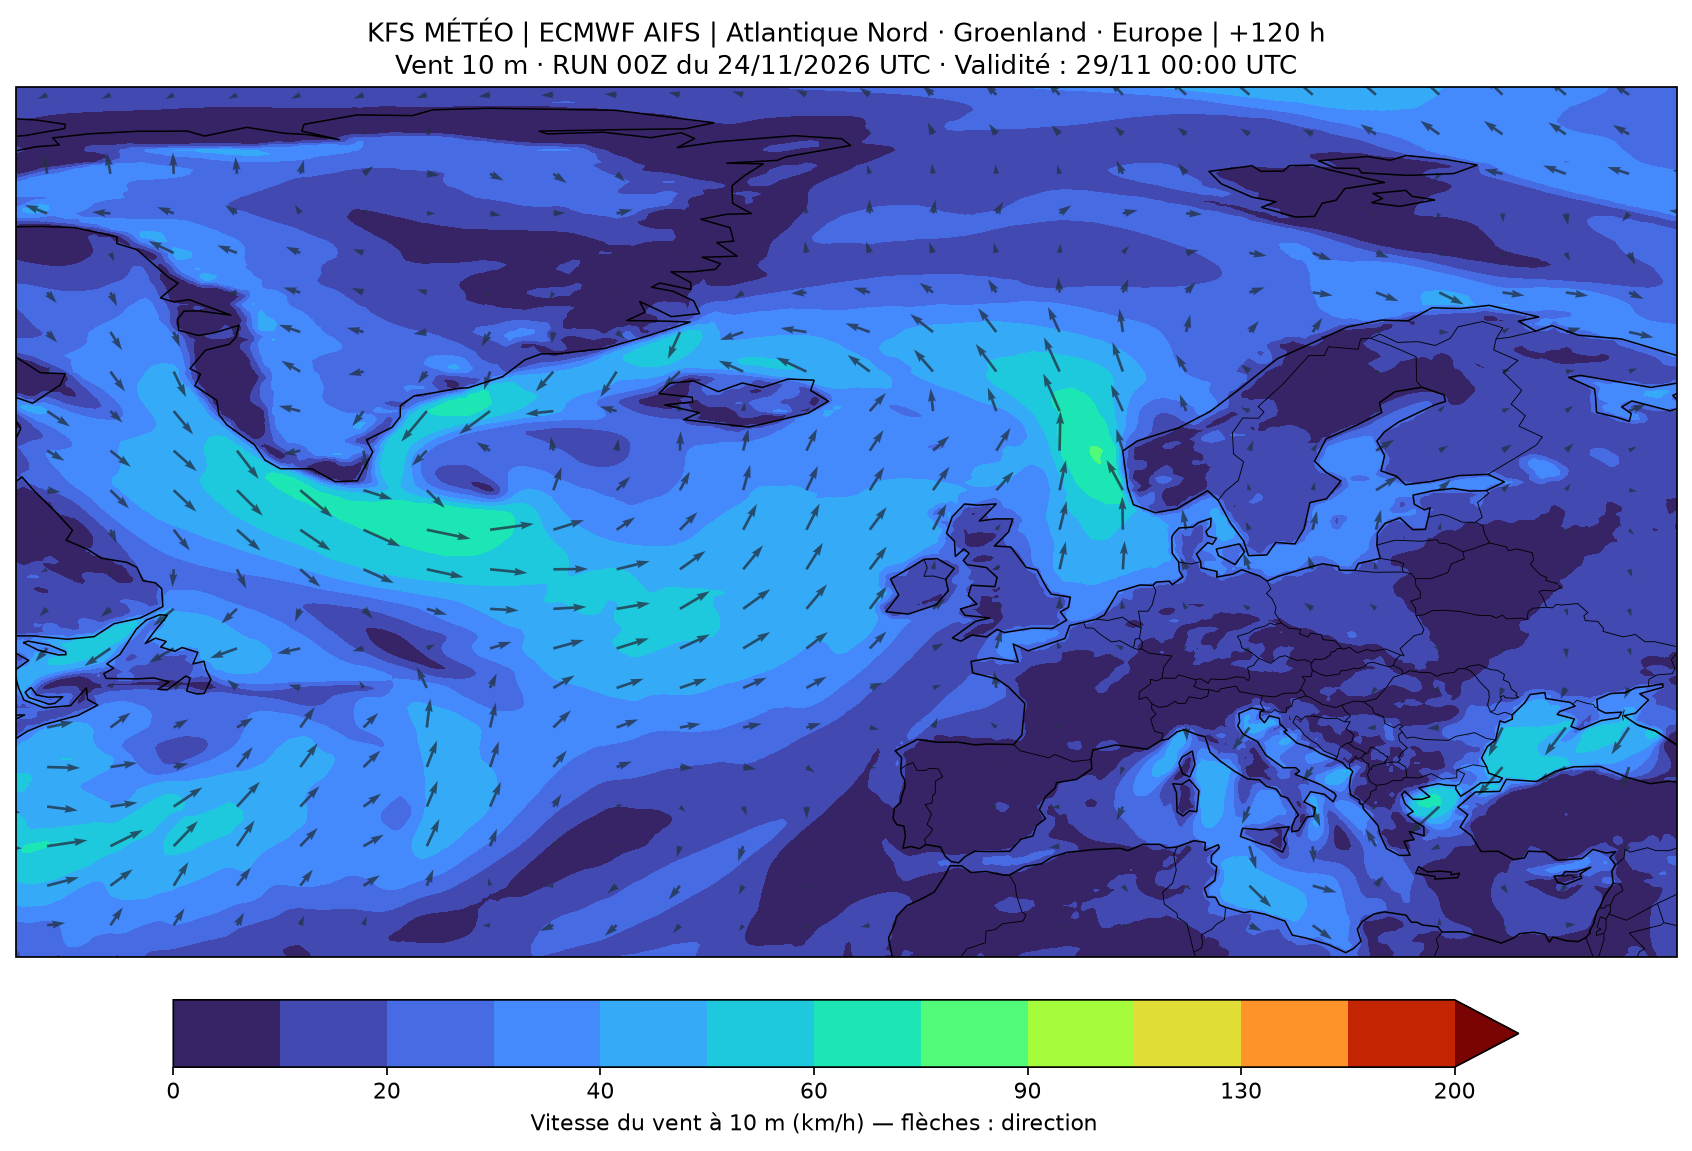 KFS MÉTÉO | ECMWF AIFS | Atlantique Nord · Groenland · Europe | +120 h
Vent 10 m · RUN 00Z du 24/11/2026 UTC · Validité : 29/11 00:00 UTC
0 20 40 60 90 130 200
Vitesse du vent à 10 m (km/h) — flèches : direction